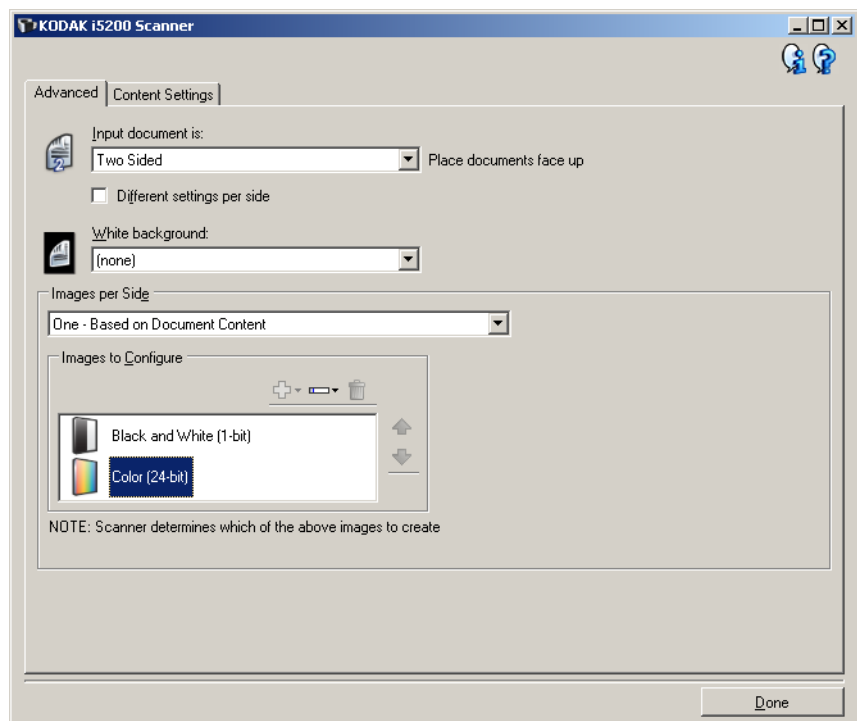 KODAK i5200 Scanner
Advanced
Content Settings
Input document is:
Two Sided
Place documents face up
Different settings per side
White background:
(none)
Images per Side
One - Based on Document Content
Images to Configure
Black and White (1-bit)
Color (24-bit)
NOTE: Scanner determines which of the above images to create
Done